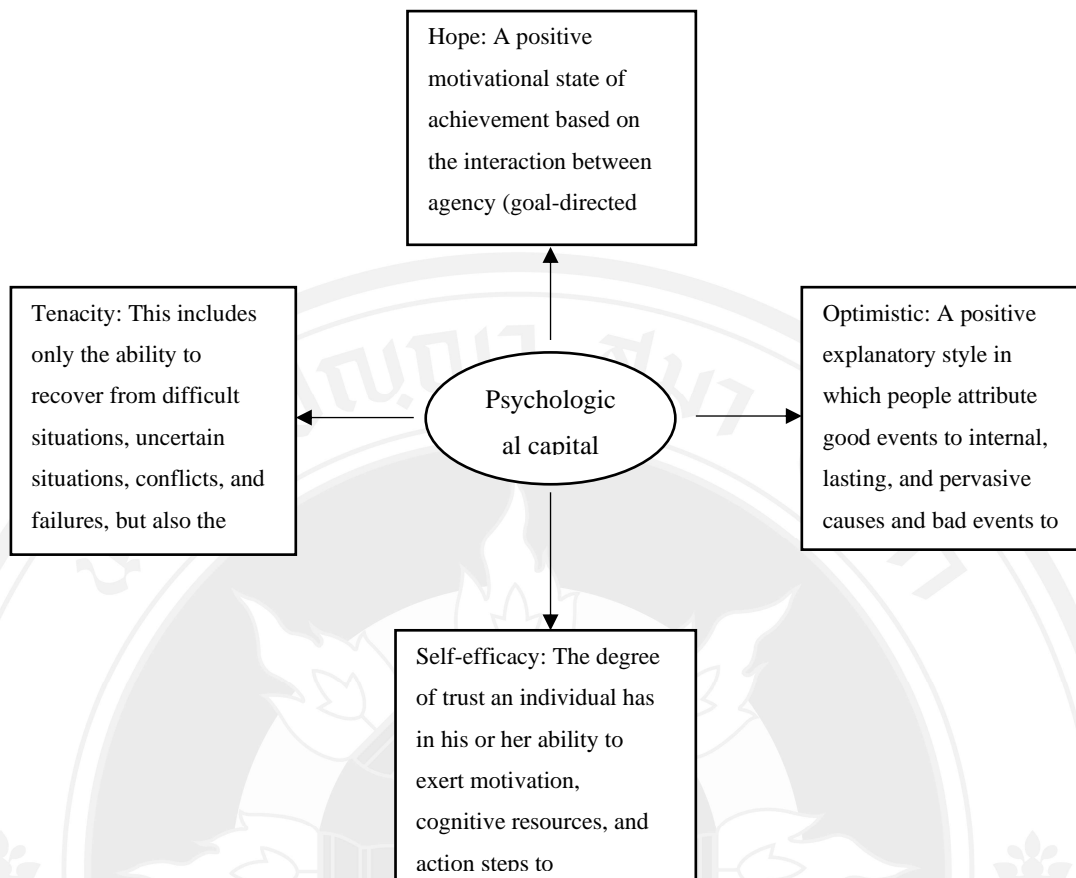 Hope: A positive
motivational state of
achievement based on
the interaction between
agency (goal-directed
Tenacity: This includes
only the ability to
recover from difficult
situations, uncertain
situations, conflicts, and
failures, but also the
Psychologic
al capital
Optimistic: A positive
explanatory style in
which people attribute
good events to internal,
lasting, and pervasive
causes and bad events to
Self-efficacy: The degree
of trust an individual has
in his or her ability to
exert motivation,
cognitive resources, and
action steps to